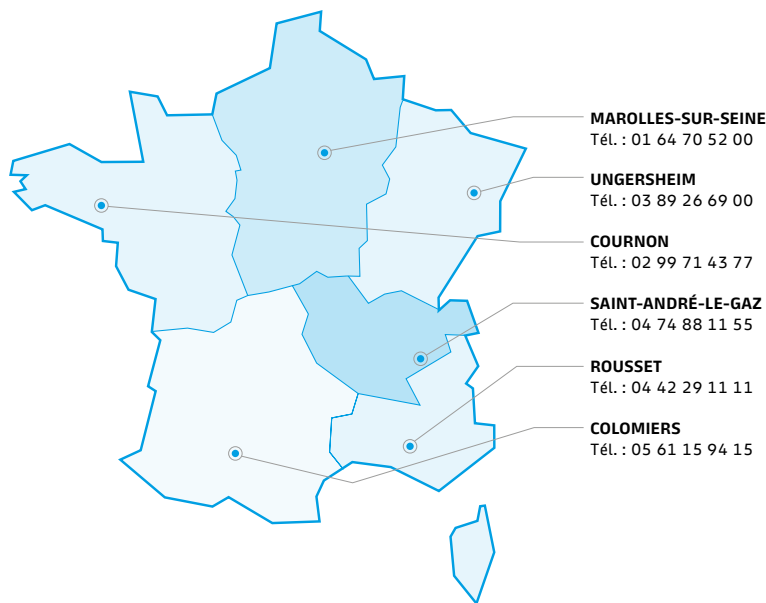 MAROLLES-SUR-SEINE
Tél. : 01 64 70 52 00
UNGERSHEIM
Tél. : 03 89 26 69 00
COURNON
Tél. : 02 99 71 43 77
SAINT-ANDRÉ-LE-GAZ
Tél. : 04 74 88 11 55
ROUSSET
Tél. : 04 42 29 11 11
COLOMIERS
Tél. : 05 61 15 94 15